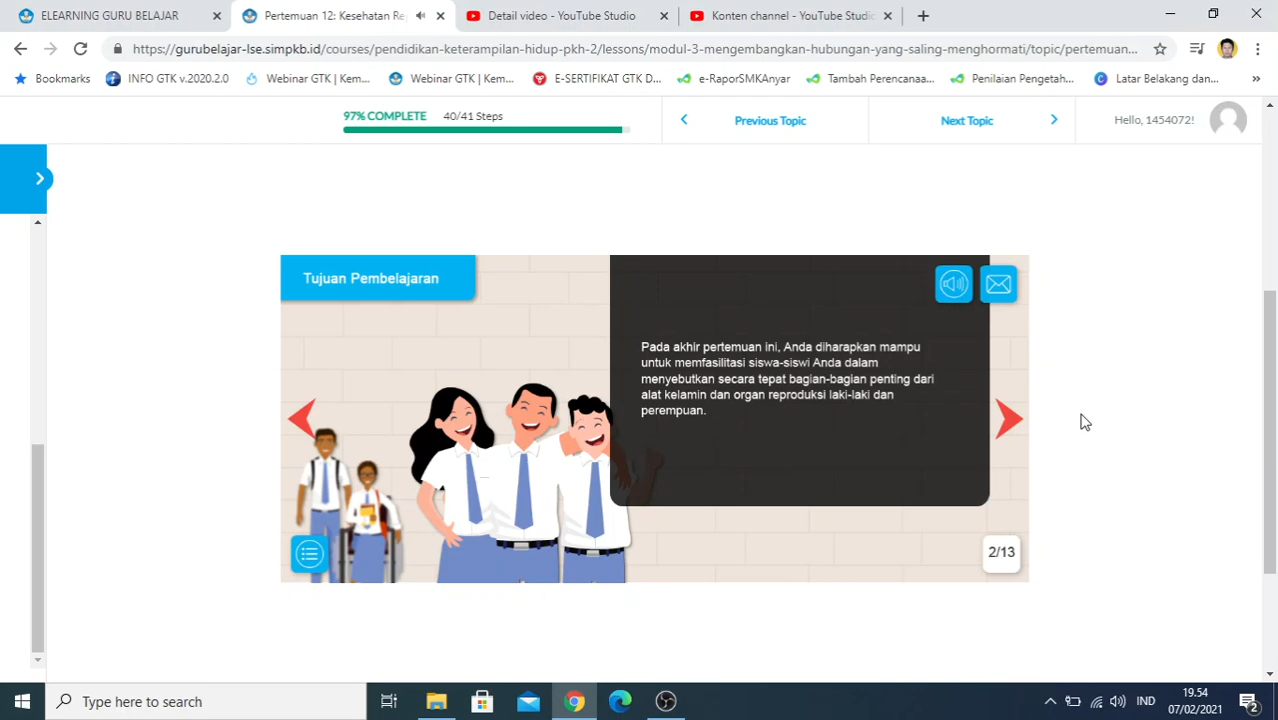 ELEARNING GURU BELAJAR
Pertemuan 12: Kesehatan Re
Detail video - YouTube Studio
Konten channel - YouTube Studio
https://gurubelajar-lse.simpkb.id/courses/pendidikan-keterampilan-hidup-pkh-2/lessons/modul-3-mengembangkan-hubungan-yang-saling-menghormati/topic/pertemuan...
Bookmarks
INFO GTK v.2020.2.0
Webinar GTK | Kem...
Webinar GTK | Kem...
E-SERTIFIKAT GTK D...
e-RaporSMKAnyar
Tambah Perencanaa...
Penilaian Pengetah...
Latar Belakang dan...
97% COMPLETE 40/41 Steps
Previous Topic
Next Topic
Hello, 1454072!
Tujuan Pembelajaran
Pada akhir pertemuan ini, Anda diharapkan mampu
untuk memfasilitasi siswa-siswi Anda dalam
menyebutkan secara tepat bagian-bagian penting dari
alat kelamin dan organ reproduksi laki-laki dan
perempuan.
2/13
Type here to search
IND
19.54
07/02/2021
2